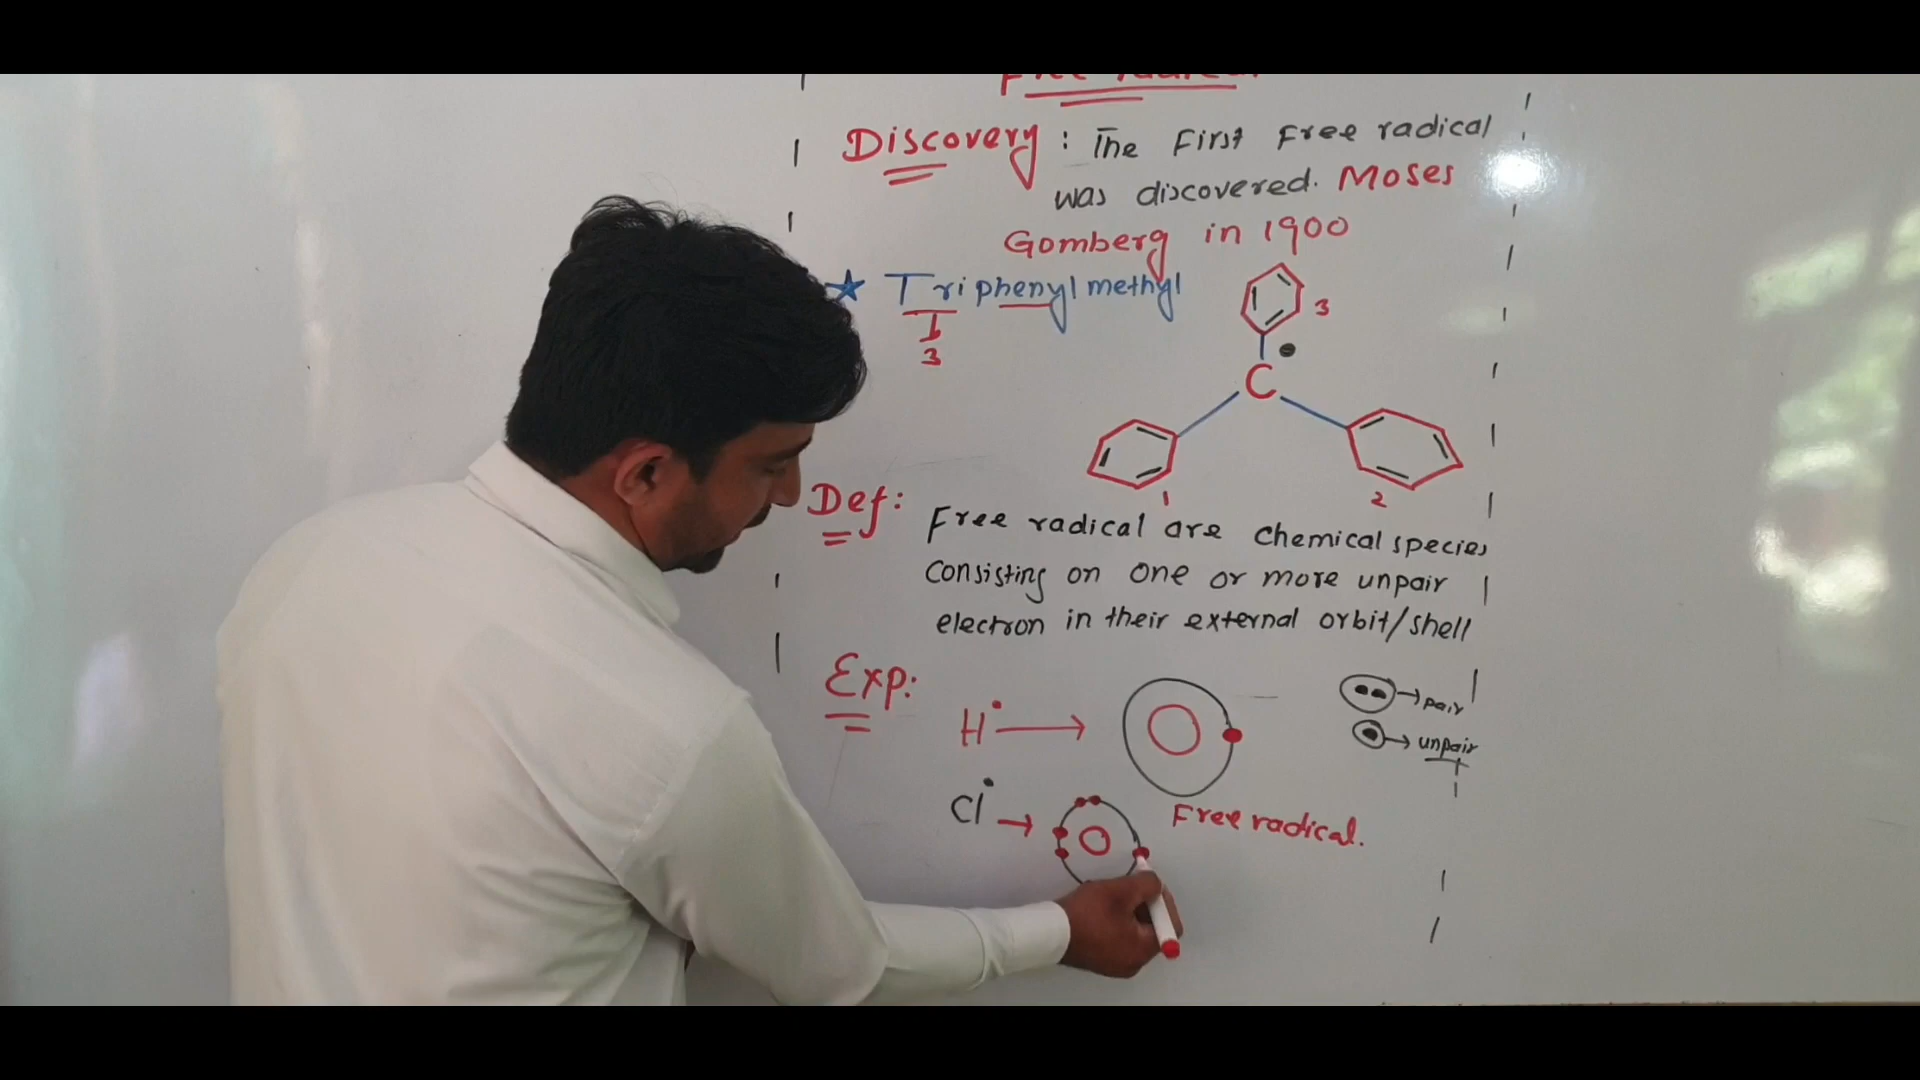 Free radical
Discovery : The First Free radical
was discovered. Moses
Gomberg in 1900
★ Triphenyl methyl
3
3
C
1
2
Def: Free radical are chemical species
consisting on one or more unpair
electron in their external orbit/shell
Exp:
H• →
→ pair
→ unpair
Cl• →
Free radical.